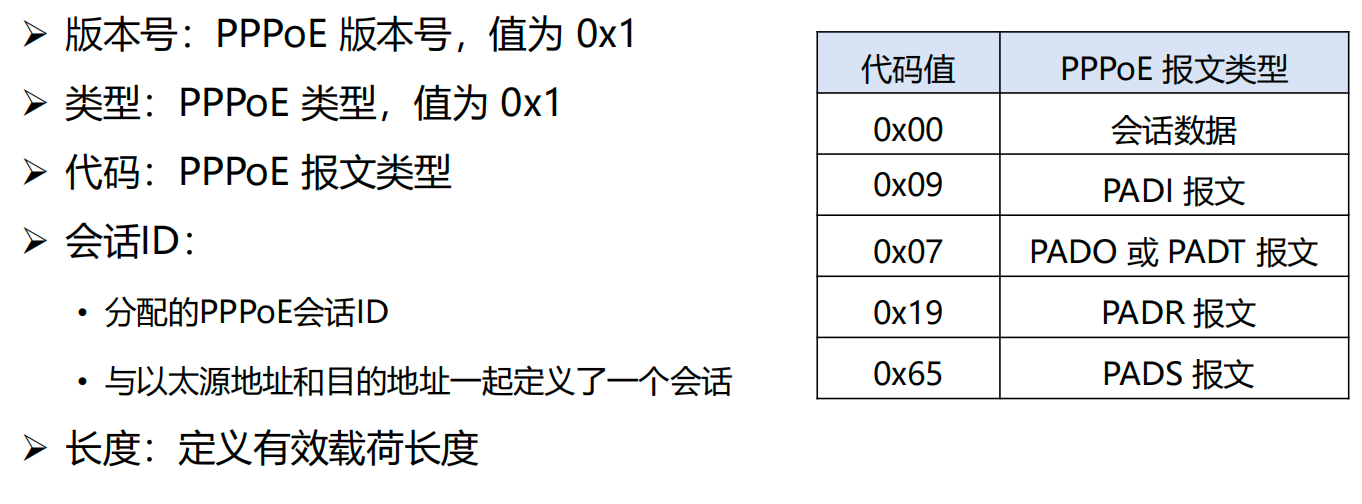 ➢ 版本号：PPPoE 版本号，值为 0x1
➢ 类型：PPPoE 类型，值为 0x1
➢ 代码：PPPoE 报文类型
➢ 会话ID：
• 分配的PPPoE会话ID
• 与以太源地址和目的地址一起定义了一个会话
➢ 长度：定义有效载荷长度
代码值 PPPoE 报文类型
0x00 会话数据
0x09 PADI 报文
0x07 PADO 或 PADT 报文
0x19 PADR 报文
0x65 PADS 报文